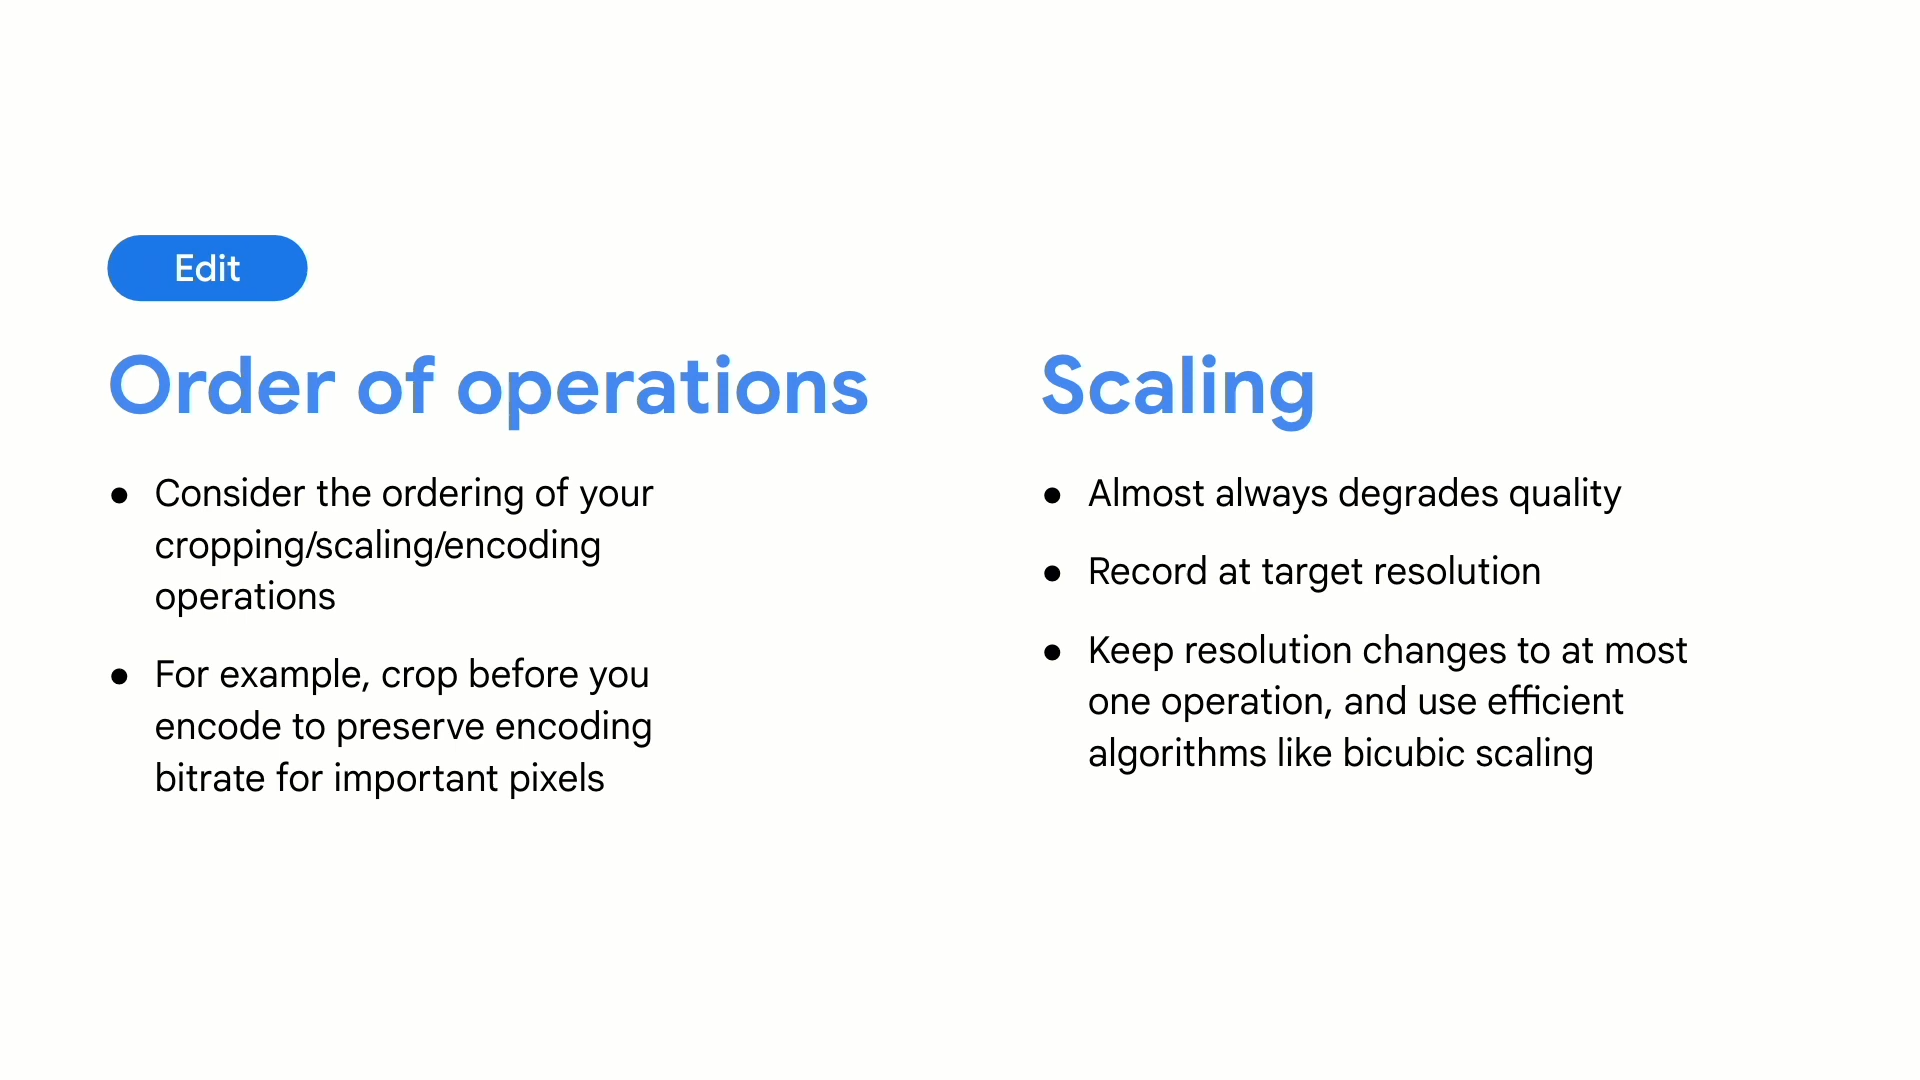 Edit
Order of operations
● Consider the ordering of your
cropping/scaling/encoding
operations
● For example, crop before you
encode to preserve encoding
bitrate for important pixels
Scaling
● Almost always degrades quality
● Record at target resolution
● Keep resolution changes to at most
one operation, and use efficient
algorithms like bicubic scaling